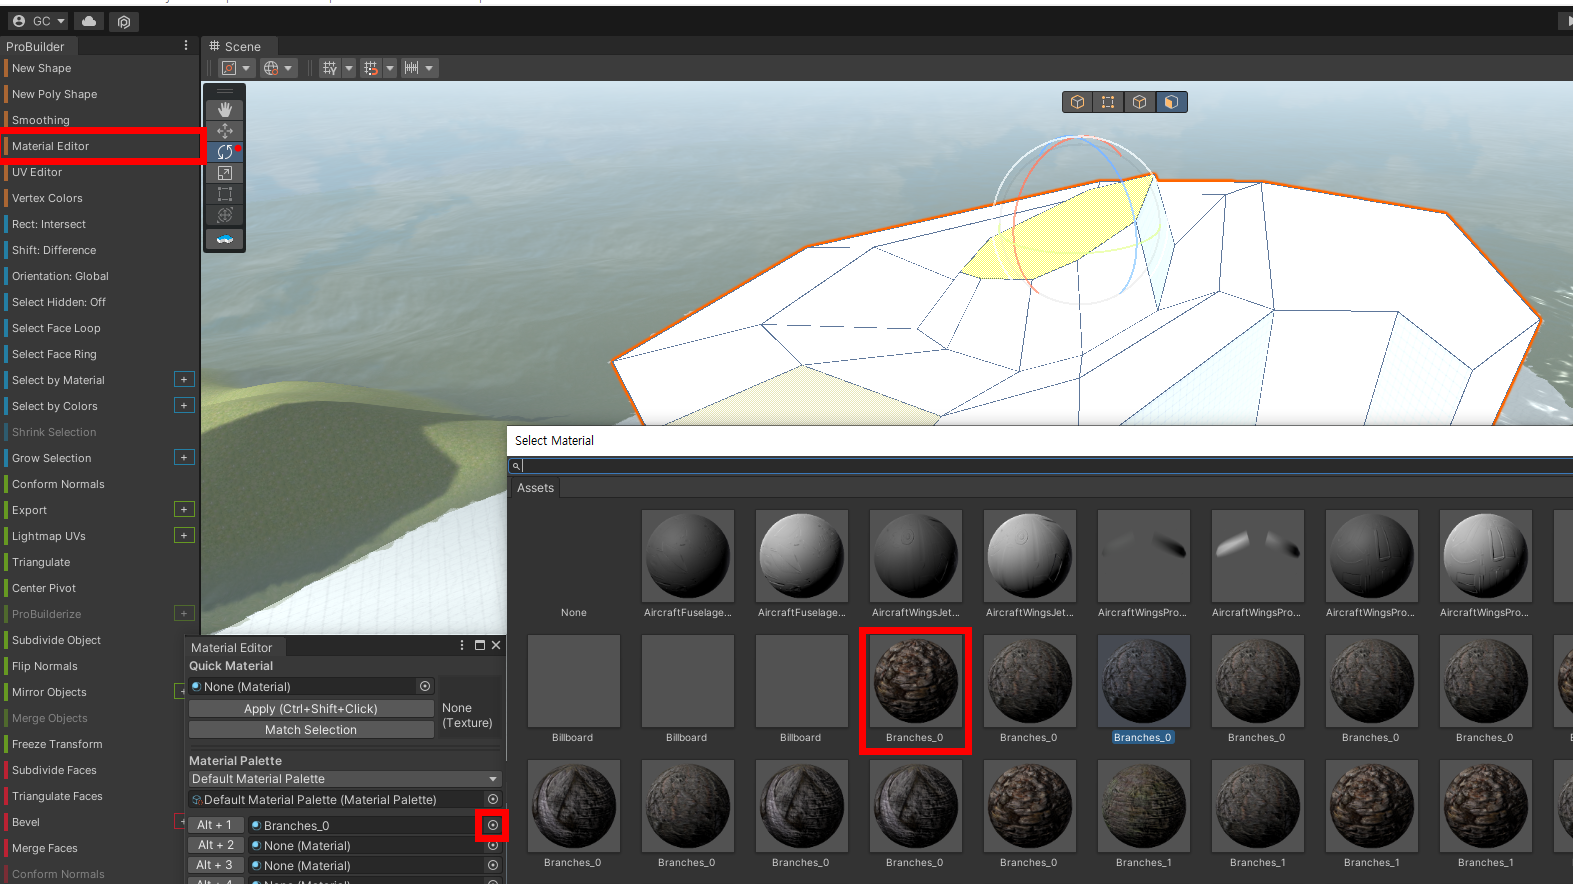 GC
ProBuilder
Scene
New Shape
New Poly Shape
Smoothing
Material Editor
UV Editor
Vertex Colors
Rect: Intersect
Shift: Difference
Orientation: Global
Select Hidden: Off
Select Face Loop
Select Face Ring
Select by Material
+
Select by Colors
+
Shrink Selection
Grow Selection
+
Conform Normals
Export
+
Lightmap UVs
+
Triangulate
Center Pivot
ProBuilderize
+
Subdivide Object
Flip Normals
Mirror Objects
Merge Objects
Freeze Transform
Subdivide Faces
Triangulate Faces
Bevel
Merge Faces
Conform Normals
Material Editor
Quick Material
None (Material)
Apply (Ctrl+Shift+Click)
Match Selection
None
(Texture)
Material Palette
Default Material Palette
Default Material Palette (Material Palette)
Alt + 1 Branches_0
Alt + 2 None (Material)
Alt + 3 None (Material)
Select Material
Assets
None AircraftFuselage... AircraftFuselage... AircraftWingsJet... AircraftWingsJet... AircraftWingsPro... AircraftWingsPro... AircraftWingsPro... AircraftWingsPro...
Billboard Billboard Billboard Branches_0 Branches_0 Branches_0 Branches_0 Branches_0 Branches_0
Branches_0 Branches_0 Branches_0 Branches_0 Branches_0 Branches_1 Branches_1 Branches_1 Branches_1